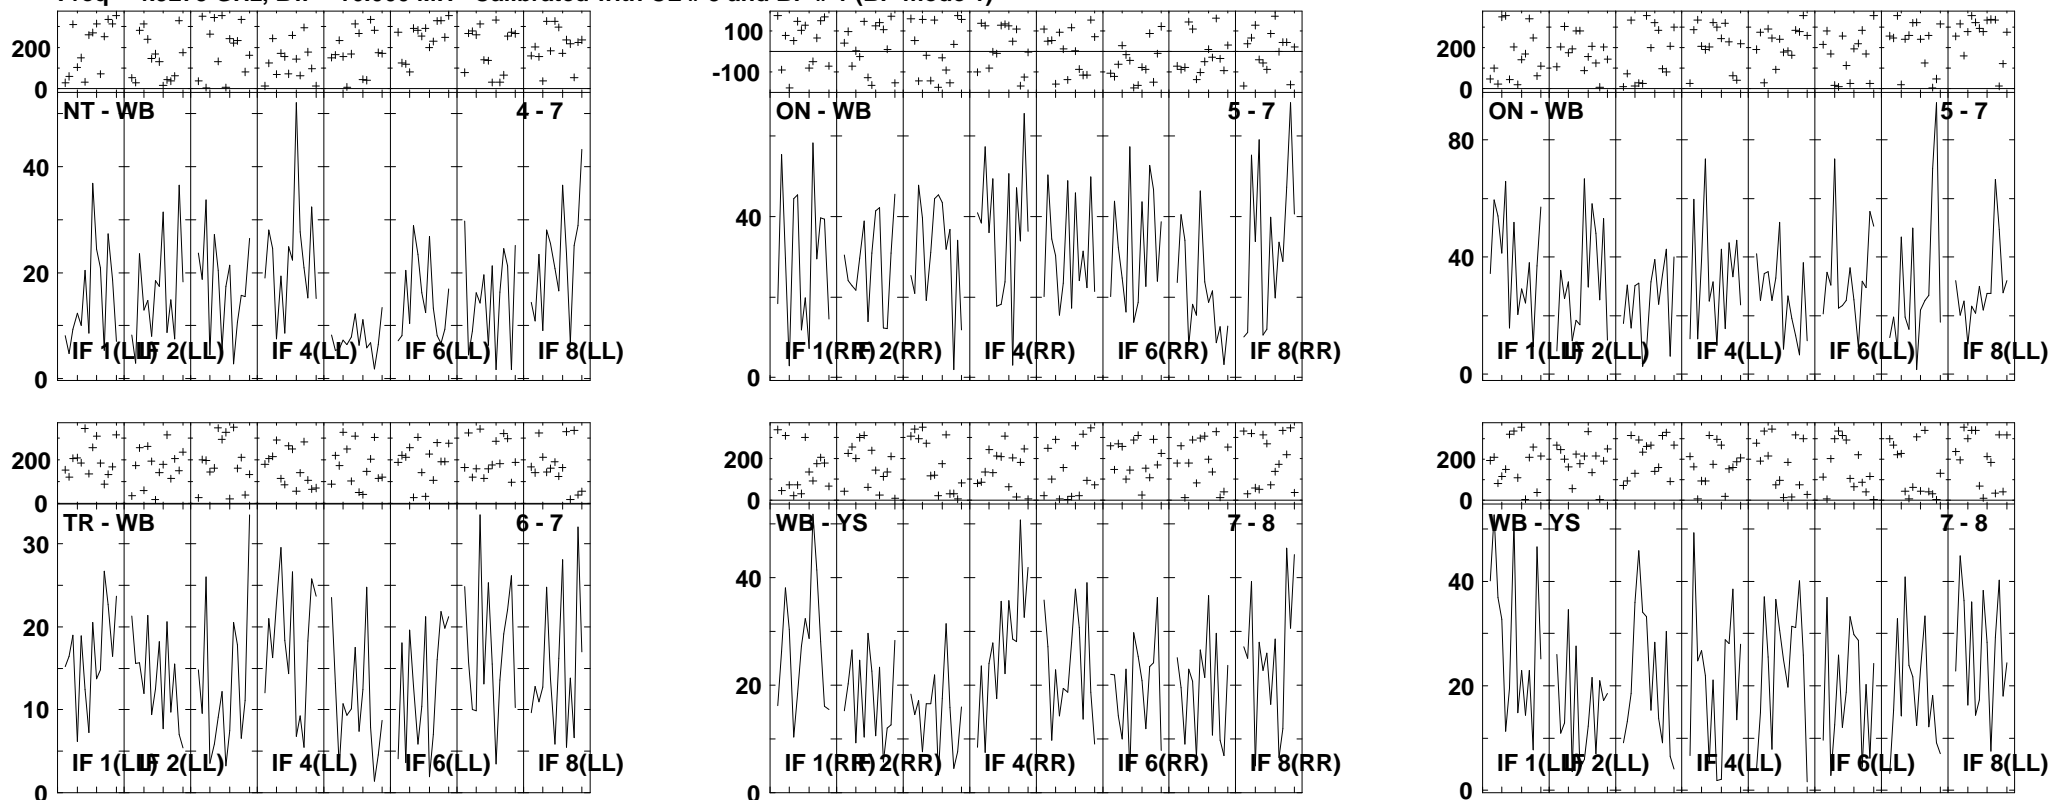 200
0
NT - WB 4 - 7
40
20
0
IF 1(LL) IF 2(LL) IF 4(LL) IF 6(LL) IF 8(LL)
100
-100
ON - WB 5 - 7
40
0
IF 1(RR) IF 2(RR) IF 4(RR) IF 6(RR) IF 8(RR)
200
0
ON - WB 5 - 7
80
40
0
IF 1(LL) IF 2(LL) IF 4(LL) IF 6(LL) IF 8(LL)
200
0
TR - WB 6 - 7
30
20
10
0
IF 1(LL) IF 2(LL) IF 4(LL) IF 6(LL) IF 8(LL)
200
0
WB - YS 7 - 8
40
20
0
IF 1(RR) IF 2(RR) IF 4(RR) IF 6(RR) IF 8(RR)
200
0
WB - YS 7 - 8
40
20
0
IF 1(LL) IF 2(LL) IF 4(LL) IF 6(LL) IF 8(LL)